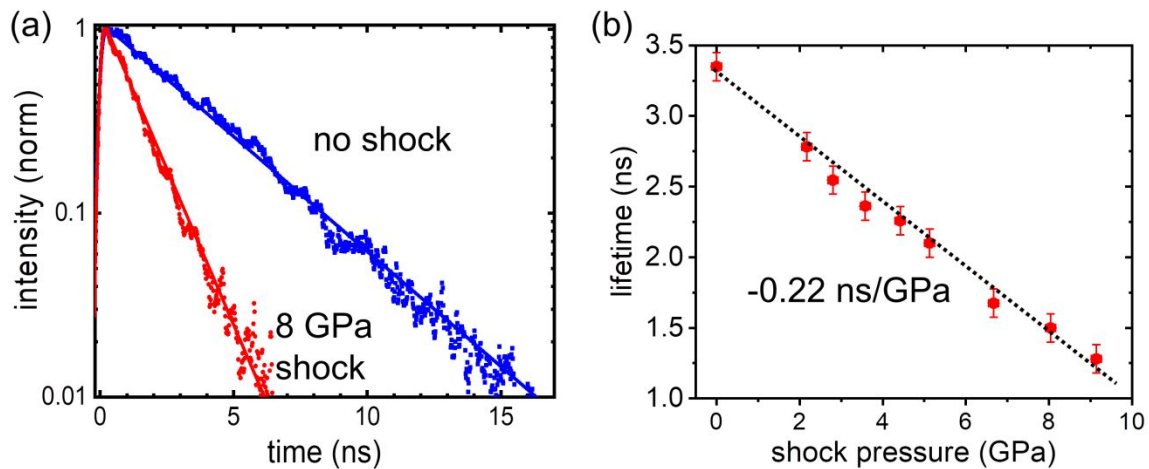 (a)
1
0.1
0.01
intensity (norm)
no shock
8 GPa
shock
0
5
10
15
time (ns)
(b)
3.5
3.0
2.5
2.0
1.5
1.0
lifetime (ns)
-0.22 ns/GPa
0
2
4
6
8
10
shock pressure (GPa)